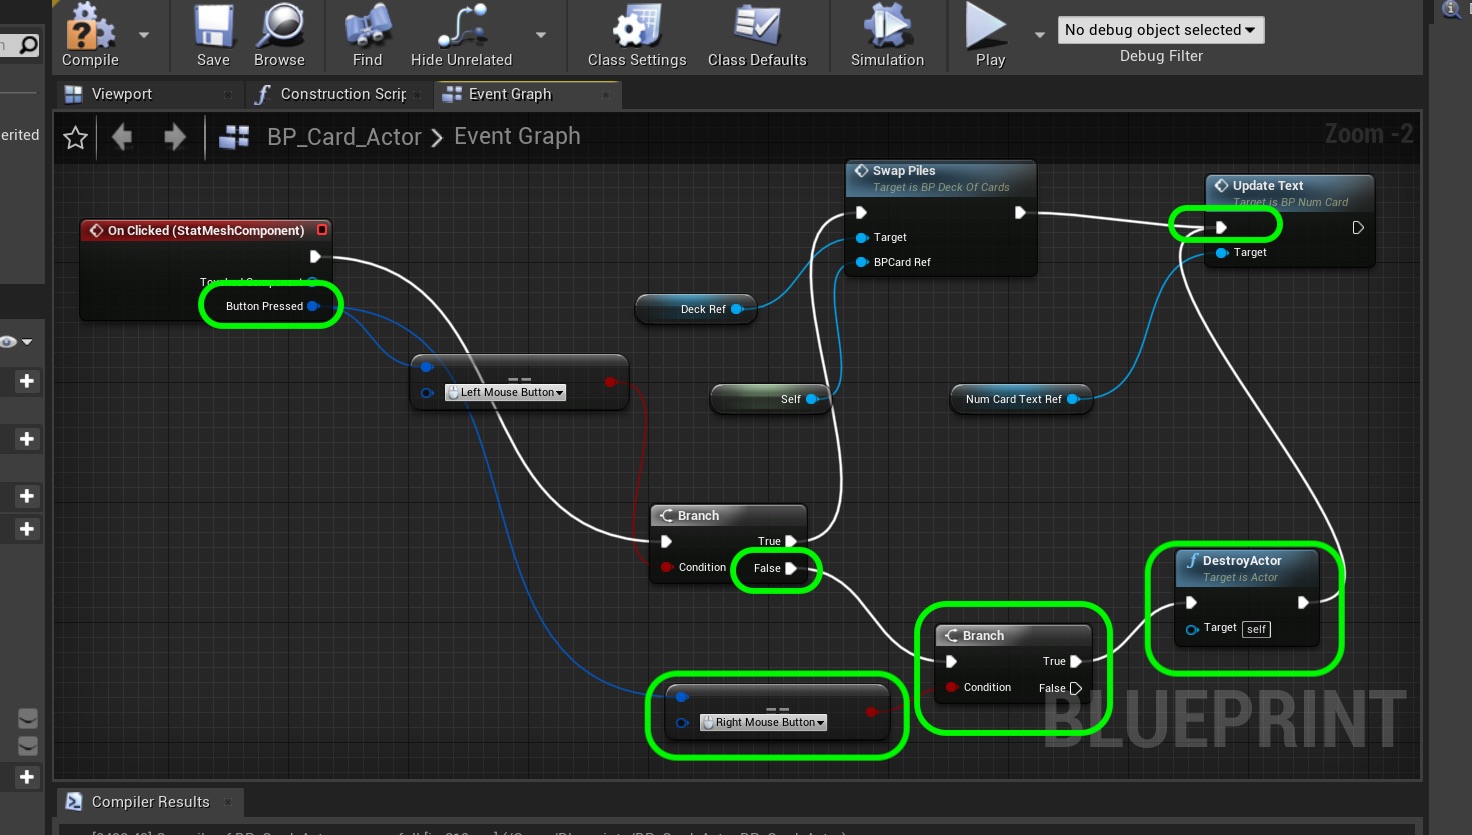 Compile
Save
Browse
Find
Hide Unrelated
Class Settings
Class Defaults
Simulation
Play
No debug object selected
Debug Filter
Viewport
Construction Scrip
Event Graph
erited
BP_Card_Actor > Event Graph
Zoom -2
Swap Piles
Target is BP Deck Of Cards
Target
BPCard Ref
Update Text
Target is BP Num Card
Target
On Clicked (StatMeshComponent)
Touched Component
Button Pressed
Deck Ref
==
Left Mouse Button
Self
Num Card Text Ref
Branch
True
Condition
False
DestroyActor
Target is Actor
Target self
Branch
True
Condition
False
==
Right Mouse Button
BLUEPRINT
Compiler Results